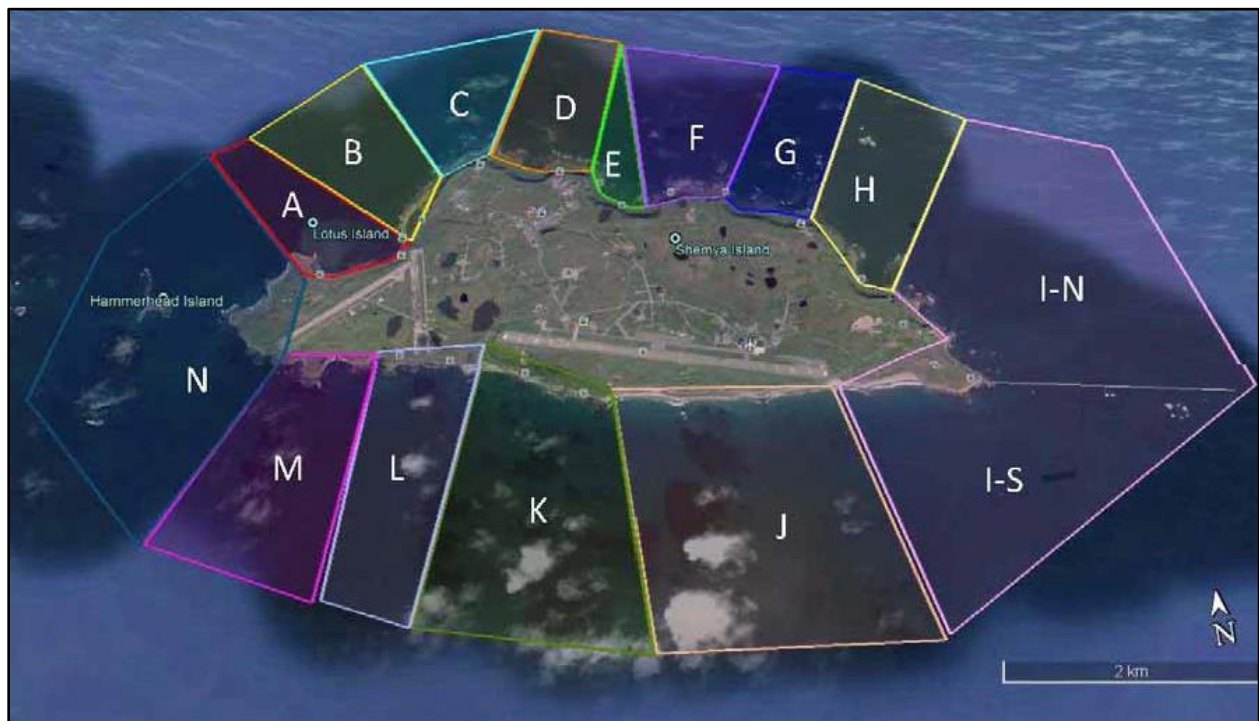 C
D
B
F
E
G
H
A
Lotus Island
Shemya Island
Hammerhead Island
I-N
N
M
L
I-S
K
J
N
2 km